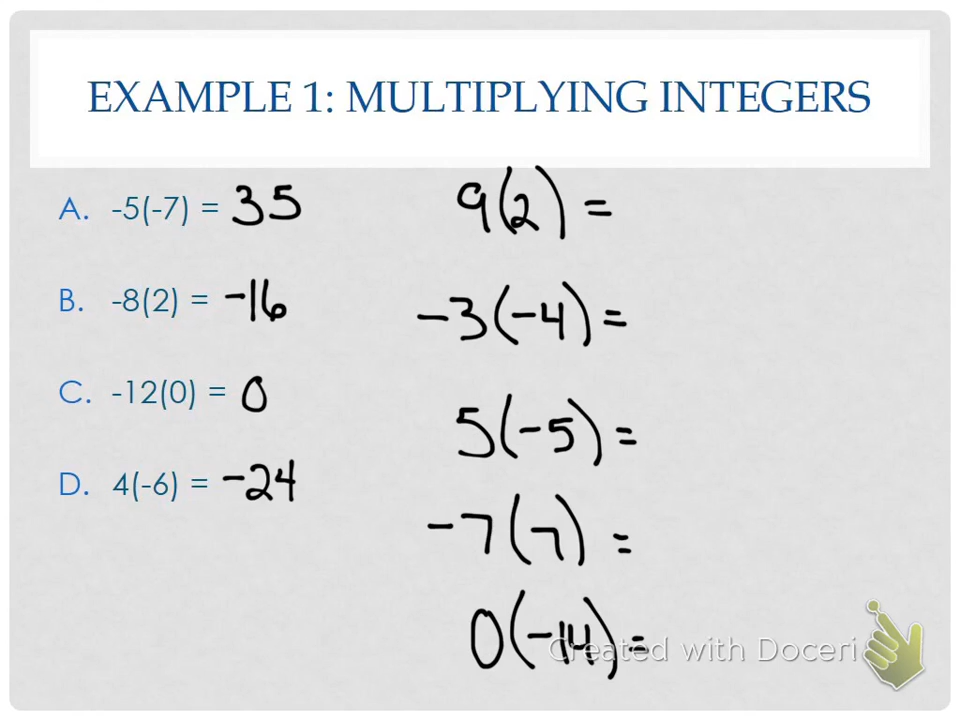 EXAMPLE 1: MULTIPLYING INTEGERS
A. -5(-7) = 35
B. -8(2) = -16
C. -12(0) = 0
D. 4(-6) = -24
9(2) =
-3(-4) =
5(-5) =
-7(7) =
0(-14) =
Created with Doceri